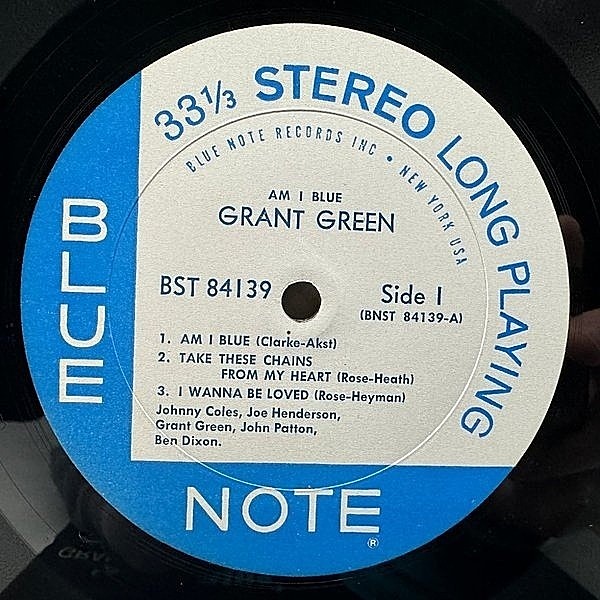 33⅓ STEREO LONG PLAYING
BLUE NOTE RECORDS INC • NEW YORK USA
AM I BLUE
GRANT GREEN
BST 84139
Side 1
(BNST 84139-A)
1. AM I BLUE (Clarke-Akst)
2. TAKE THESE CHAINS
FROM MY HEART (Rose-Heath)
3. I WANNA BE LOVED (Rose-Heyman)
Johnny Coles, Joe Henderson,
Grant Green, John Patton,
Ben Dixon.
BLUE
NOTE
®